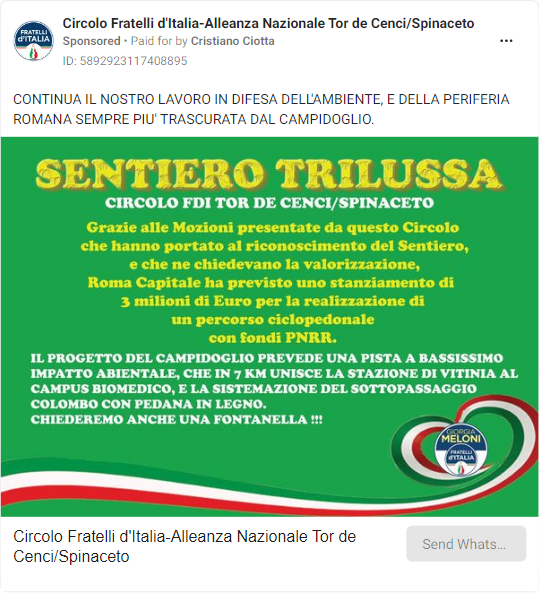 Circolo Fratelli d'Italia-Alleanza Nazionale Tor de Cenci/Spinaceto
Sponsored • Paid for by Cristiano Ciotta
ID: 5892923117408895
CONTINUA IL NOSTRO LAVORO IN DIFESA DELL'AMBIENTE, E DELLA PERIFERIA
ROMANA SEMPRE PIU' TRASCURATA DAL CAMPIDOGLIO.
SENTIERO TRILUSSA
CIRCOLO FDI TOR DE CENCI/SPINACETO
Grazie alle Mozioni presentate da questo Circolo
che hanno portato al riconoscimento del Sentiero,
e che ne chiedevano la valorizzazione,
Roma Capitale ha previsto uno stanziamento di
3 milioni di Euro per la realizzazione di
un percorso ciclopedonale
con fondi PNRR.
IL PROGETTO DEL CAMPIDOGLIO PREVEDE UNA PISTA A BASSISSIMO
IMPATTO ABIENTALE, CHE IN 7 KM UNISCE LA STAZIONE DI VITINIA AL
CAMPUS BIOMEDICO, E LA SISTEMAZIONE DEL SOTTOPASSAGGIO
COLOMBO CON PEDANA IN LEGNO.
CHIEDEREMO ANCHE UNA FONTANELLA !!!
GIORGIA
MELONI
FRATELLI
d'ITALIA
Circolo Fratelli d'Italia-Alleanza Nazionale Tor de
Cenci/Spinaceto
Send Whats...
FRATELLI
d'ITALIA